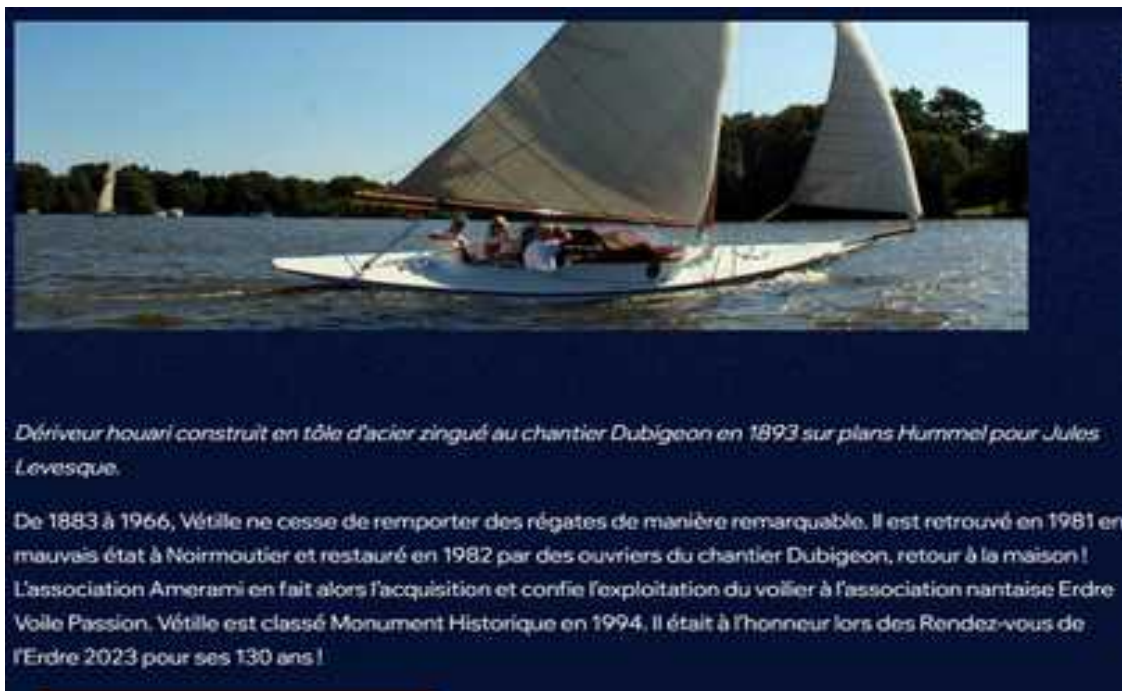 Dériveur houari construit en tôle d'acier zingué au chantier Dubigeon en 1893 sur plans Hummel pour Jules
Levesque.
De 1883 à 1966, Vétille ne cesse de remporter des régates de manière remarquable. Il est retrouvé en 1981 en
mauvais état à Noirmoutier et restauré en 1982 par des ouvriers du chantier Dubigeon, retour à la maison !
L'association Amerami en fait alors l'acquisition et confie l'exploitation du voilier à l'association nantaise Erdre
Voile Passion. Vétille est classé Monument Historique en 1994. Il était à l'honneur lors des Rendez-vous de
l'Erdre 2023 pour ses 130 ans !